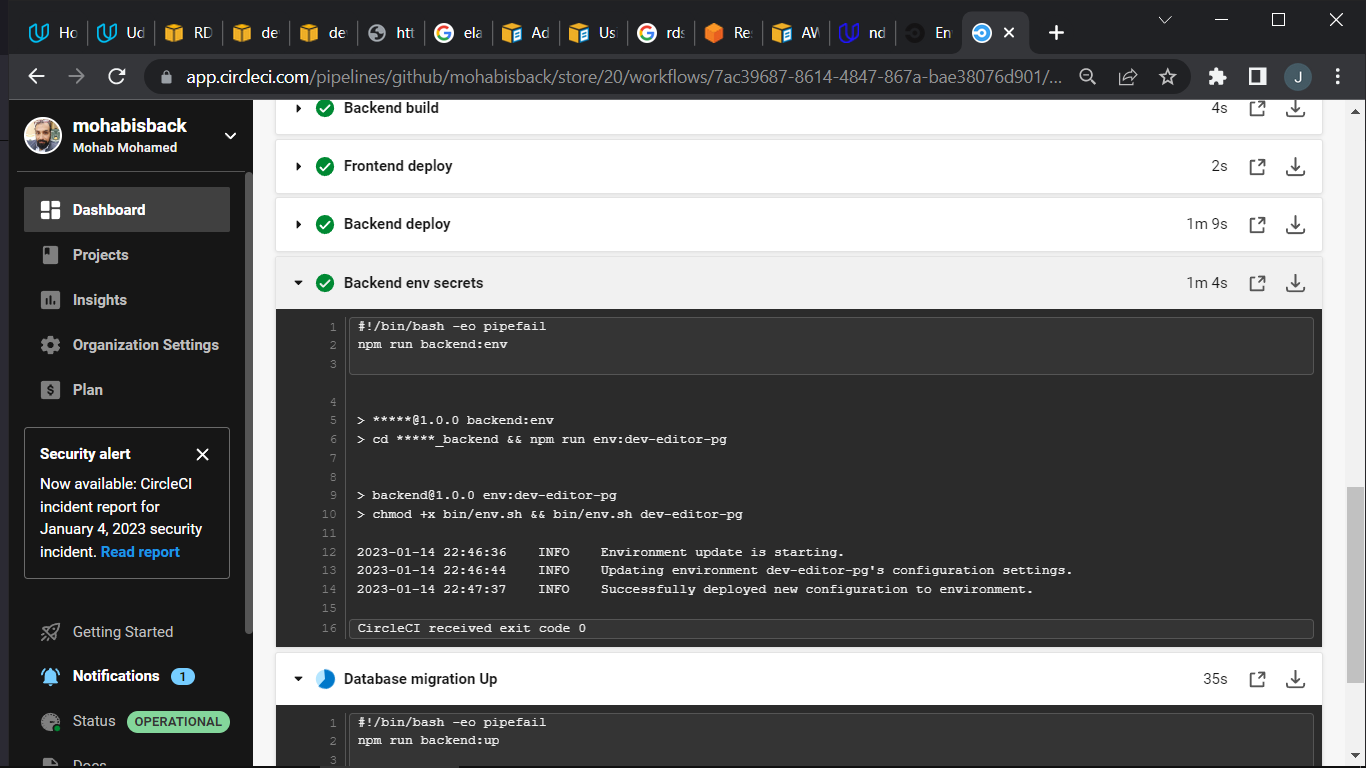 Ho
Ud
RD
de
de
htt
ela
Ad
Usi
rds
Re
AW
nd
En
app.circleci.com/pipelines/github/mohabisback/store/20/workflows/7ac39687-8614-4847-867a-bae38076d901/...
J
mohabisback
Mohab Mohamed
Dashboard
Projects
Insights
Organization Settings
Plan
Security alert
Now available: CircleCI
incident report for
January 4, 2023 security
incident. Read report
Getting Started
Notifications 1
Status OPERATIONAL
Docs
Backend build 4s
Frontend deploy 2s
Backend deploy 1m 9s
Backend env secrets 1m 4s
1 #!/bin/bash -eo pipefail
2 npm run backend:env
3
4
5 > *****@1.0.0 backend:env
6 > cd *****_backend && npm run env:dev-editor-pg
7
8
9 > backend@1.0.0 env:dev-editor-pg
10 > chmod +x bin/env.sh && bin/env.sh dev-editor-pg
11
12 2023-01-14 22:46:36 INFO Environment update is starting.
13 2023-01-14 22:46:44 INFO Updating environment dev-editor-pg's configuration settings.
14 2023-01-14 22:47:37 INFO Successfully deployed new configuration to environment.
15
16 CircleCI received exit code 0
Database migration Up 35s
1 #!/bin/bash -eo pipefail
2 npm run backend:up
3